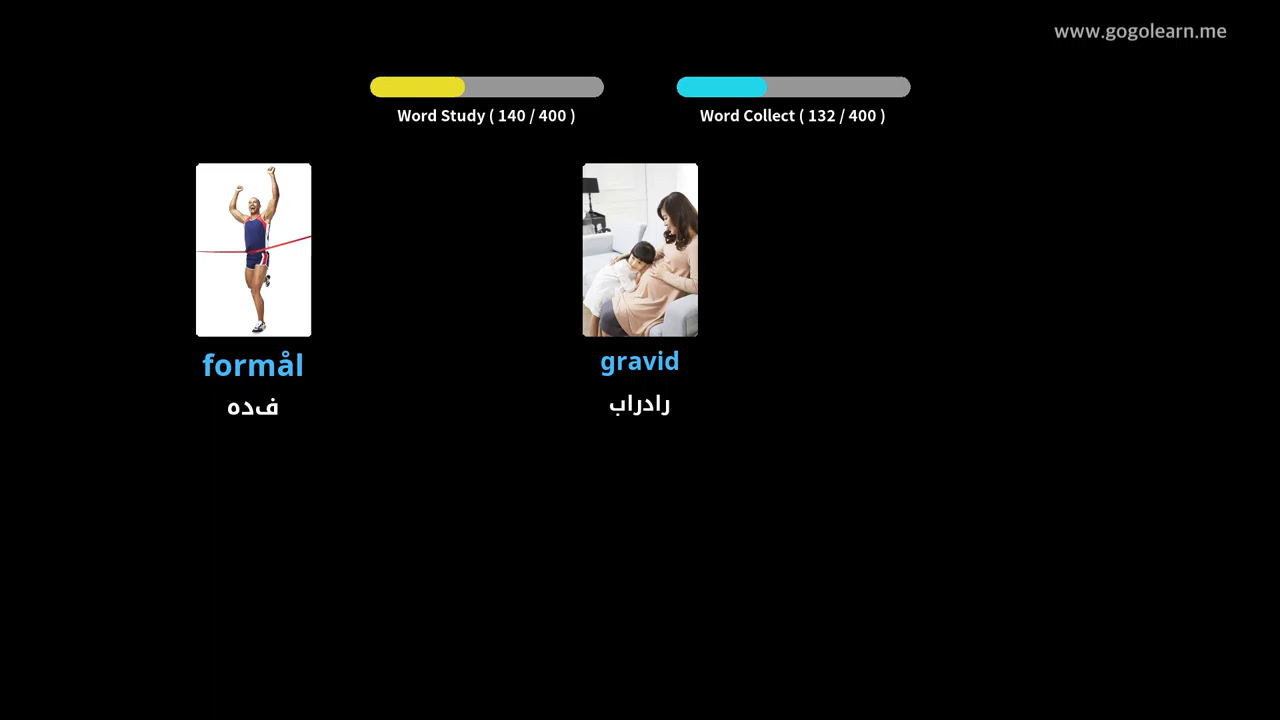 www.gogolearn.me
Word Study ( 140 / 400 )
Word Collect ( 132 / 400 )
formål
فده
gravid
رادراب